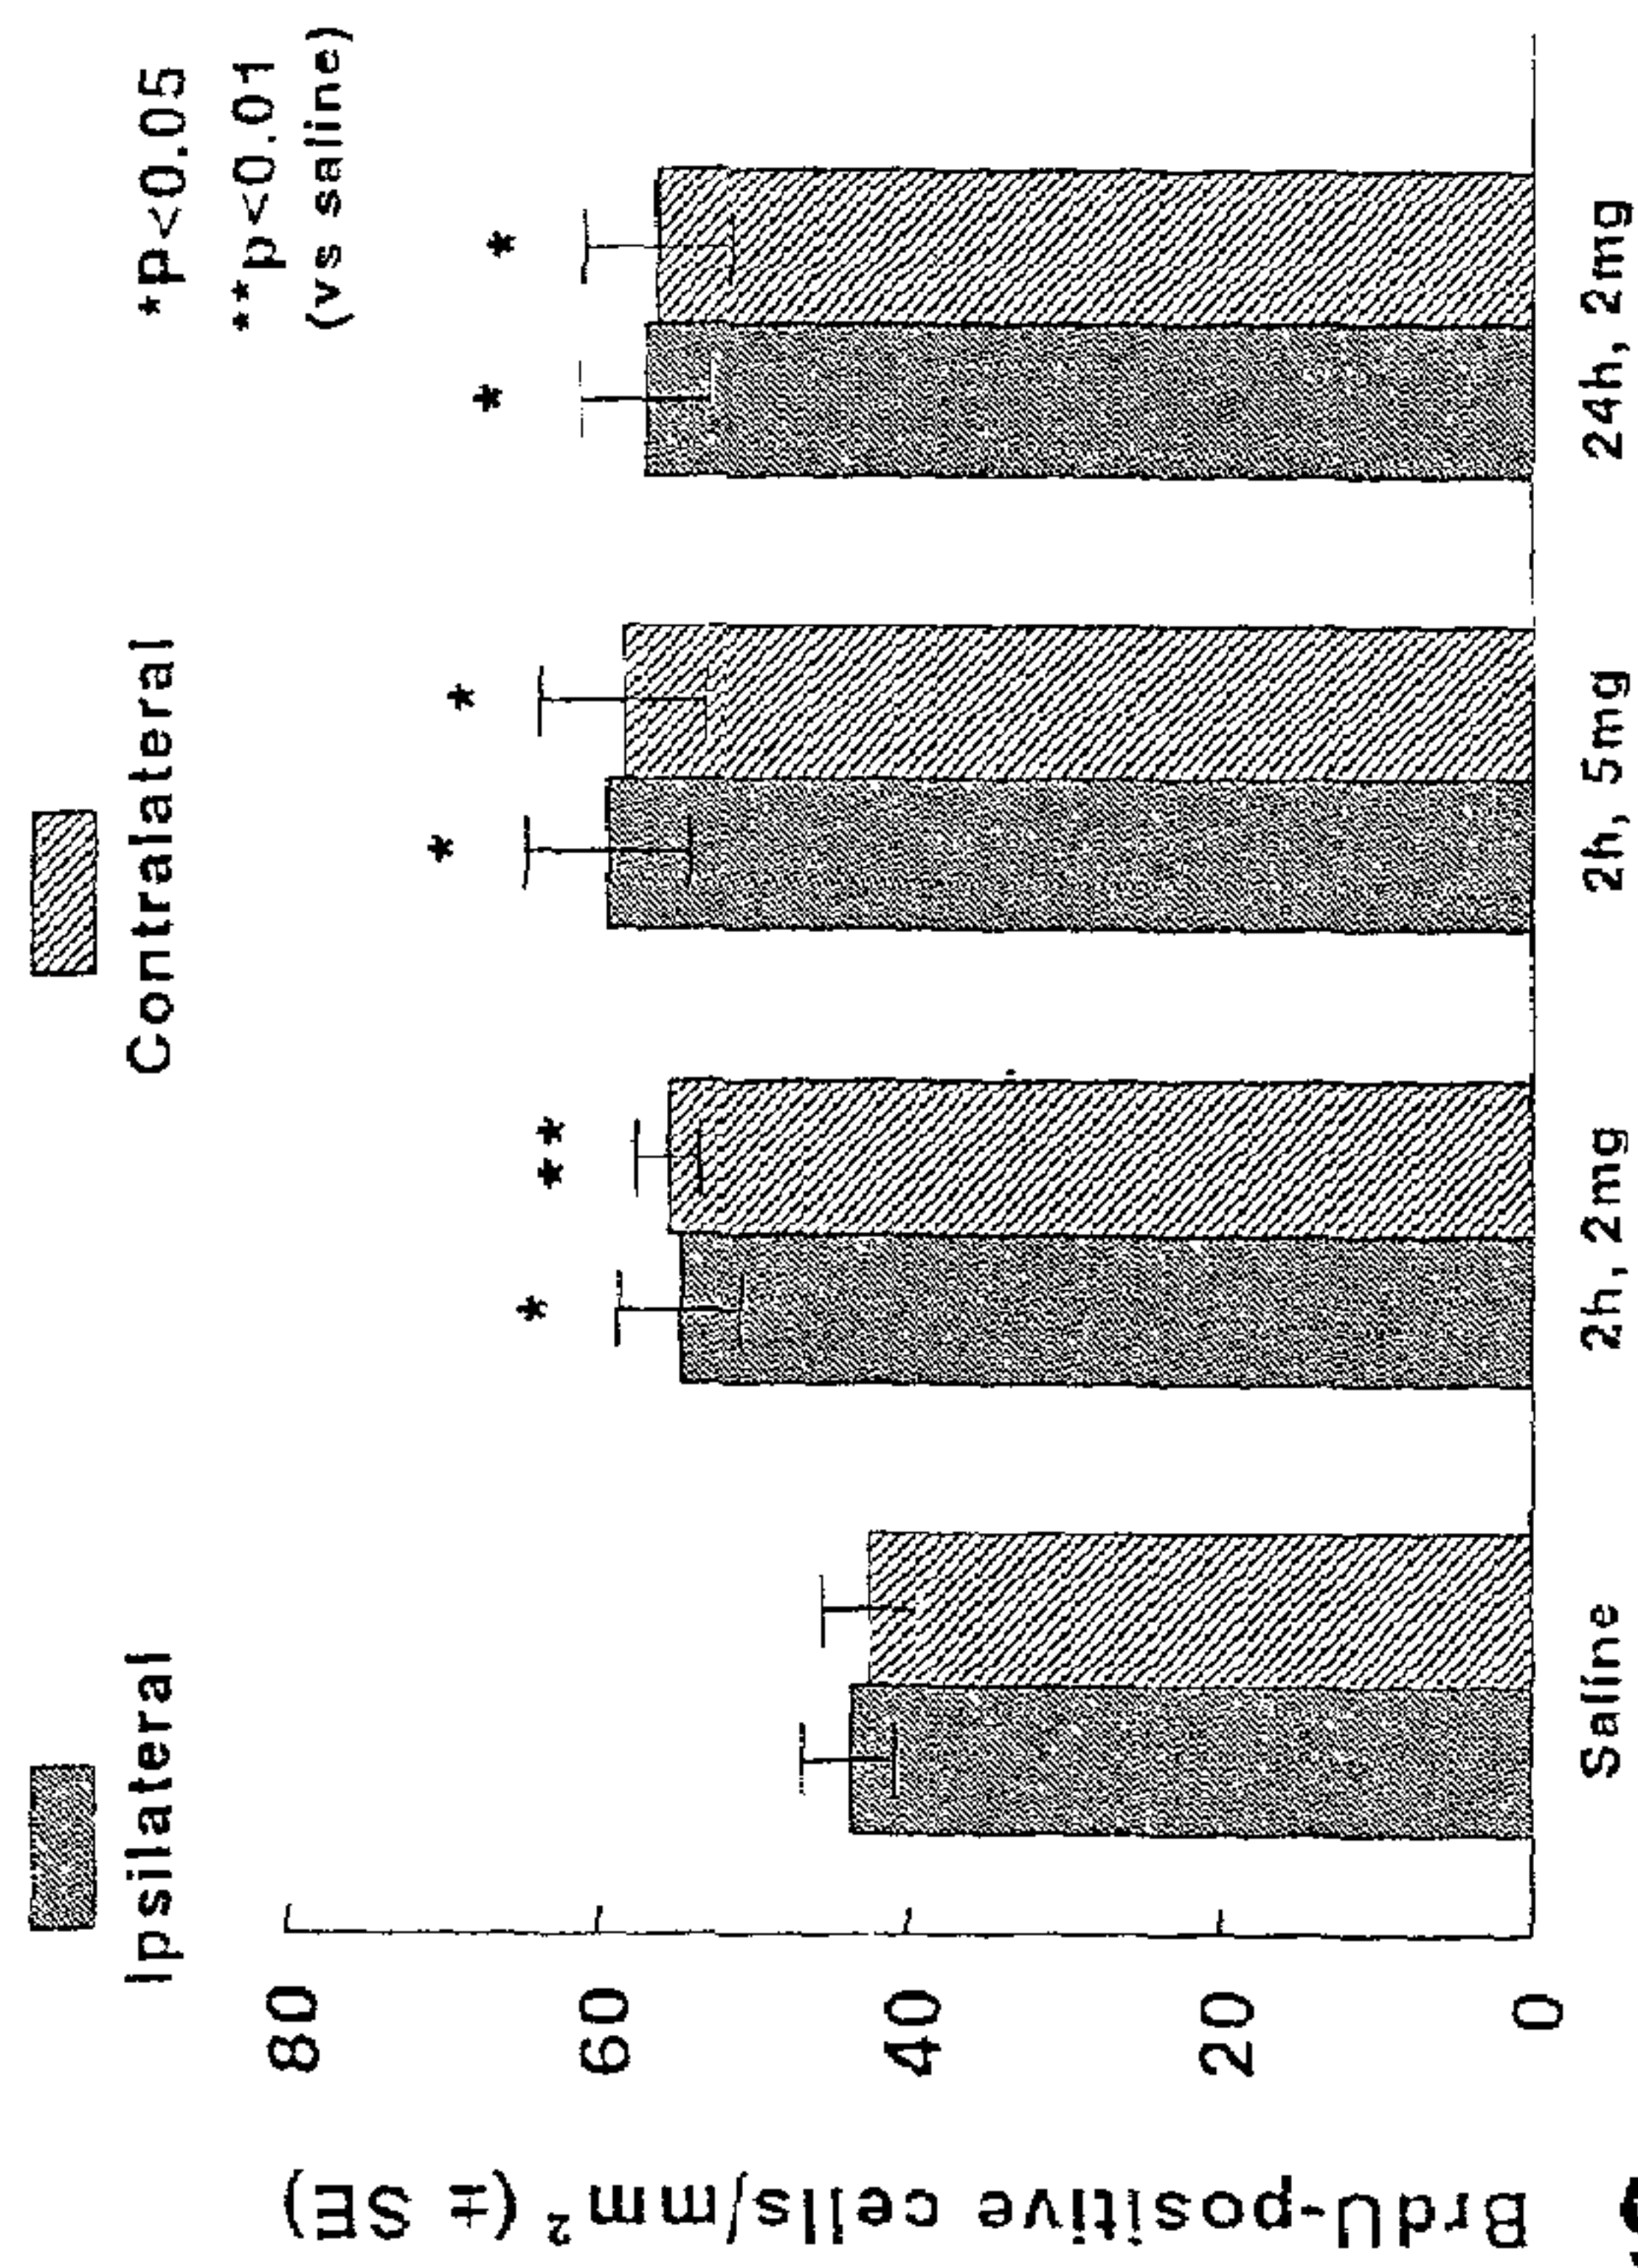 Ipsilateral
Contralateral
*p<0.05
**p<0.01
(vs saline)
BrdU-positive cells/mm² (± SE)
80
60
40
20
0
*
**
*
*
*
*
Saline
2h, 2mg
2h, 5mg
24h, 2mg